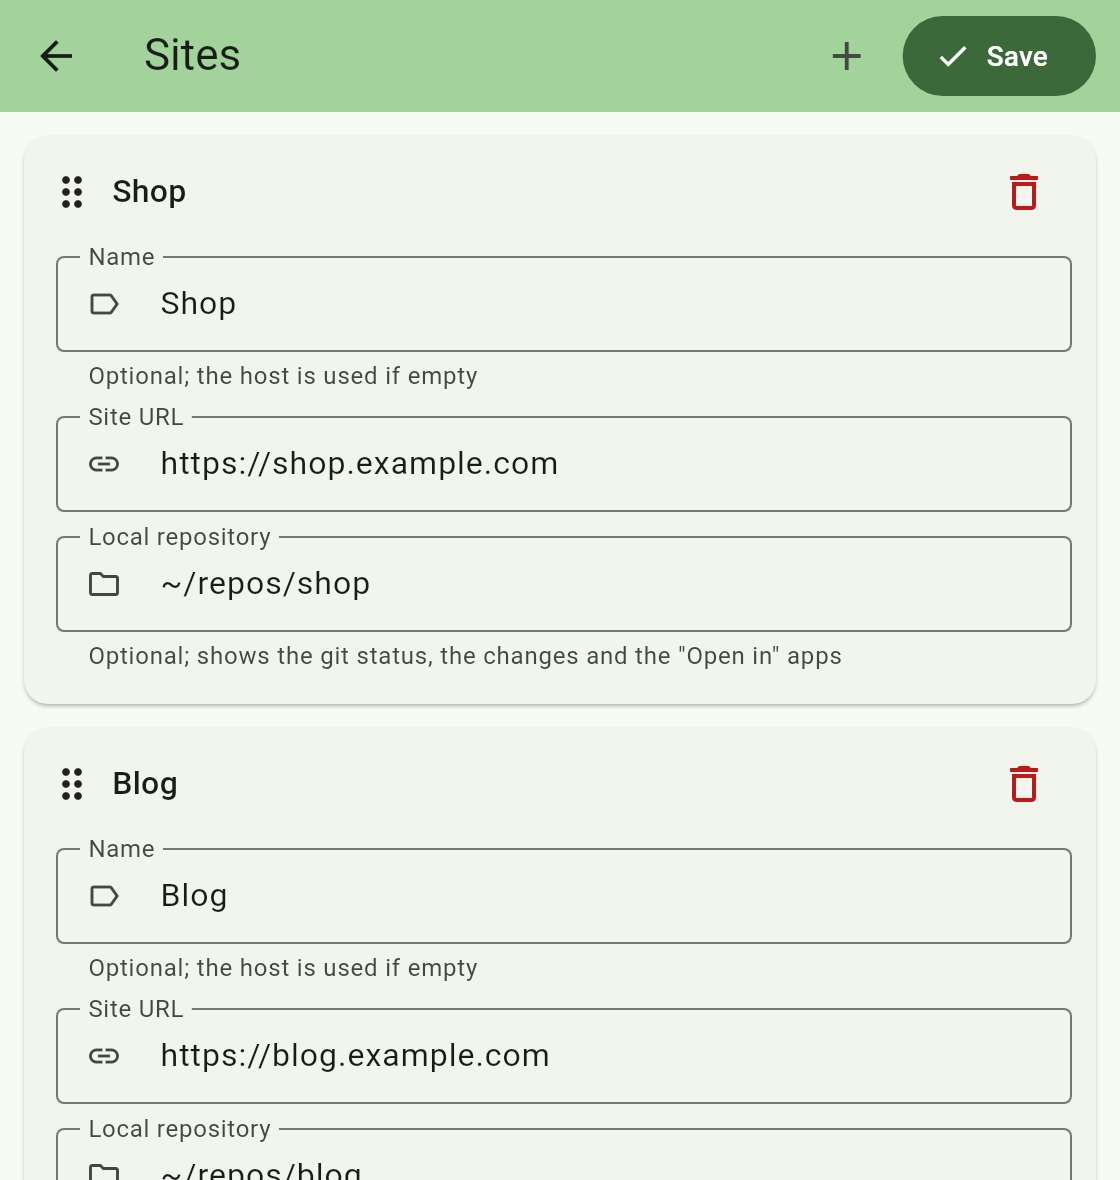 Sites
Save
Shop
Name
Shop
Optional; the host is used if empty
Site URL
https://shop.example.com
Local repository
~/repos/shop
Optional; shows the git status, the changes and the "Open in" apps
Blog
Name
Blog
Optional; the host is used if empty
Site URL
https://blog.example.com
Local repository
~/repos/blog